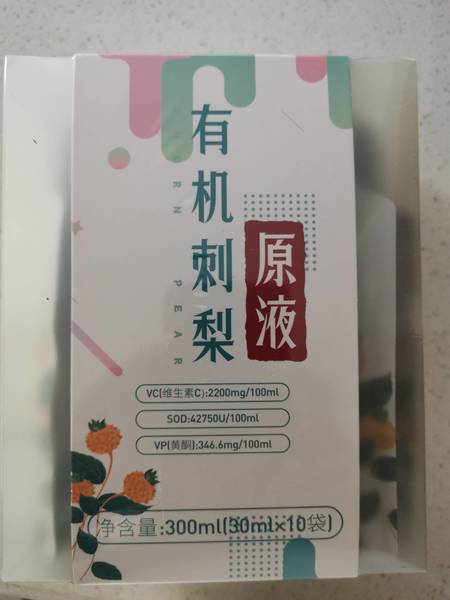 有机刺梨
原液
RN PEAR
VC(维生素C):2200mg/100ml
SOD:42750U/100ml
VP(黄酮):346.6mg/100ml
净含量:300ml(30ml×10袋)